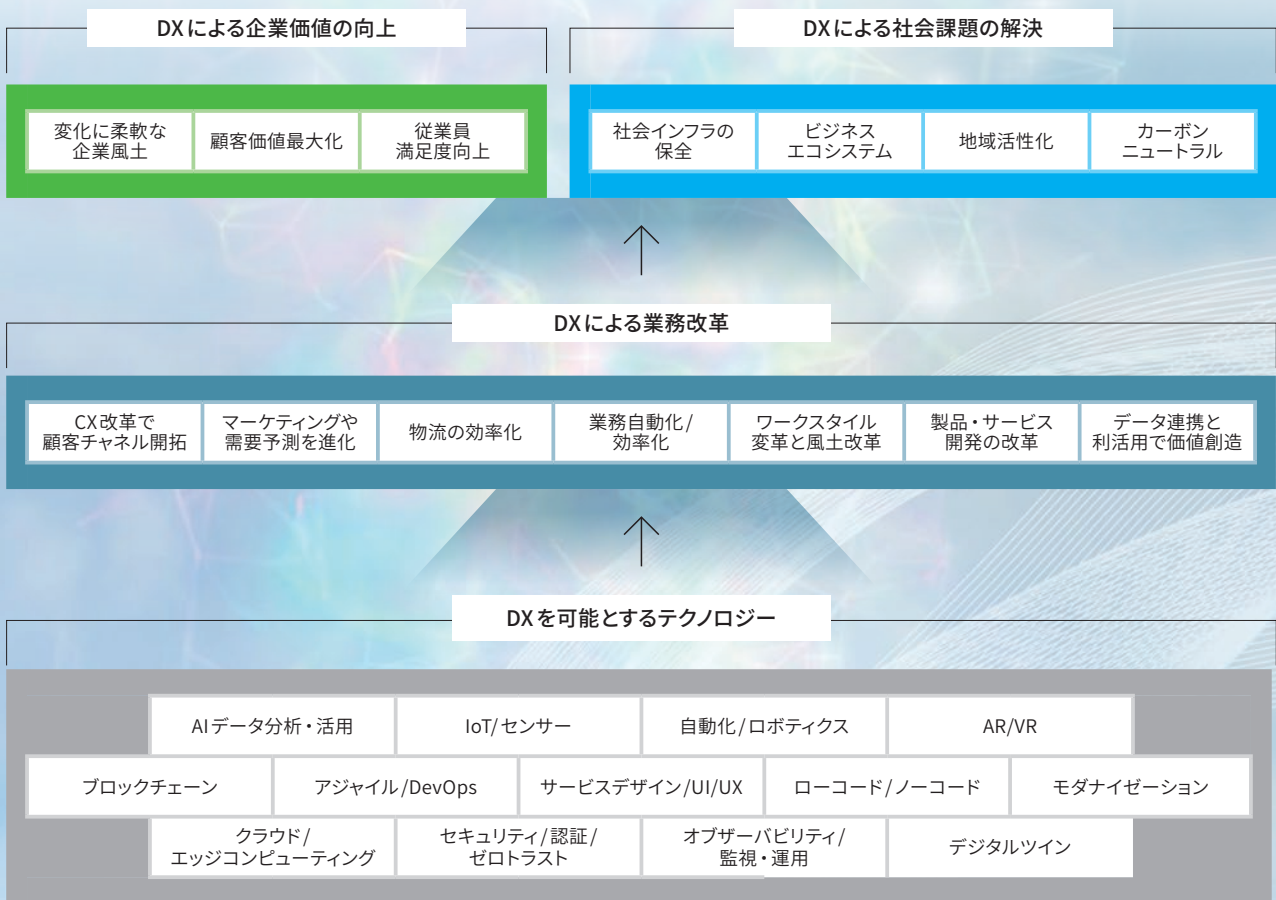 DXによる企業価値の向上
DXによる社会課題の解決
変化に柔軟な
企業風土
顧客価値最大化
従業員
満足度向上
社会インフラの
保全
ビジネス
エコシステム
地域活性化
カーボン
ニュートラル
DXによる業務改革
CX改革で
顧客チャネル開拓
マーケティングや
需要予測を進化
物流の効率化
業務自動化/
効率化
ワークスタイル
変革と風土改革
製品・サービス
開発の改革
データ連携と
利活用で価値創造
DXを可能とするテクノロジー
AIデータ分析・活用
IoT/センサー
自動化/ロボティクス
AR/VR
ブロックチェーン
アジャイル/DevOps
サービスデザイン/UI/UX
ローコード/ノーコード
モダナイゼーション
クラウド/
エッジコンピューティング
セキュリティ/認証/
ゼロトラスト
オブザーバビリティ/
監視・運用
デジタルツイン